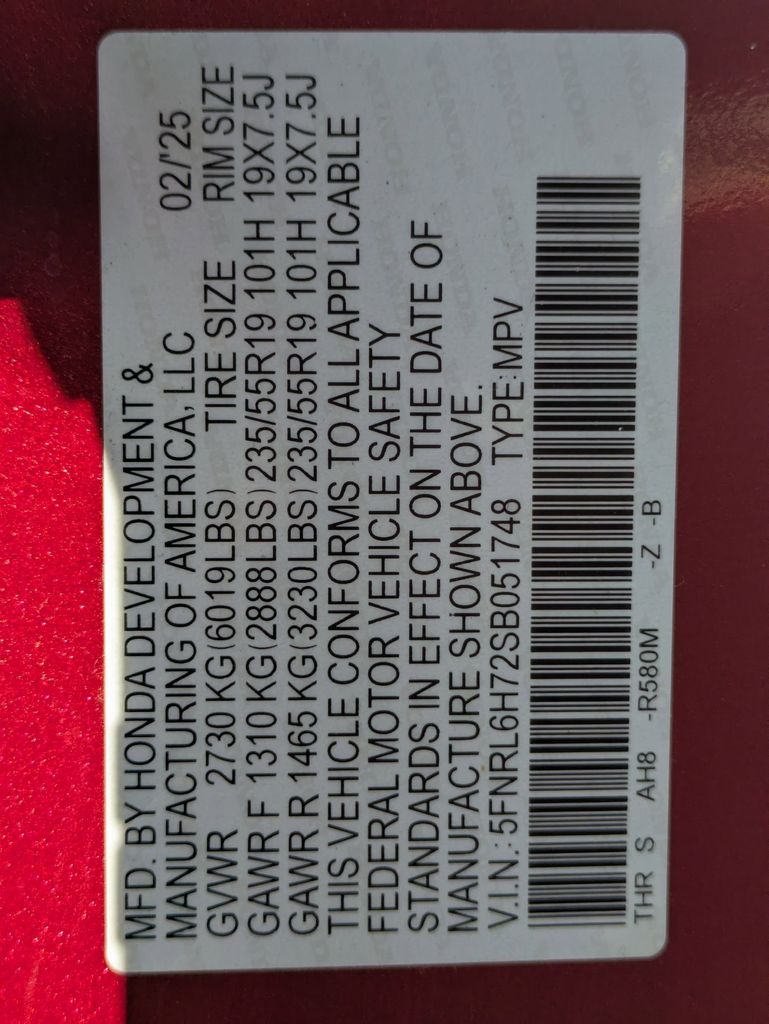 MFD. BY HONDA DEVELOPMENT &
MANUFACTURING OF AMERICA, LLC 02/'25
GVWR 2730 KG(6019LBS) TIRE SIZE RIM SIZE
GAWR F 1310 KG(2888LBS)235/55R19 101H 19X7.5J
GAWR R 1465 KG(3230LBS)235/55R19 101H 19X7.5J
THIS VEHICLE CONFORMS TO ALL APPLICABLE
FEDERAL MOTOR VEHICLE SAFETY
STANDARDS IN EFFECT ON THE DATE OF
MANUFACTURE SHOWN ABOVE.
V.I.N.:5FNRL6H72SB051748 TYPE:MPV
THR S AH8 -R580M -Z -B